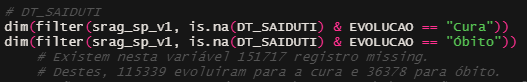 # DT_SAIDUTI
dim(filter(srag_sp_v1, is.na(DT_SAIDUTI) & EVOLUCAO == "Cura"))
dim(filter(srag_sp_v1, is.na(DT_SAIDUTI) & EVOLUCAO == "Óbito"))
# Existem nesta variável 151717 registro missing.
# Destes, 115339 evoluiram para a cura e 36378 para óbito.